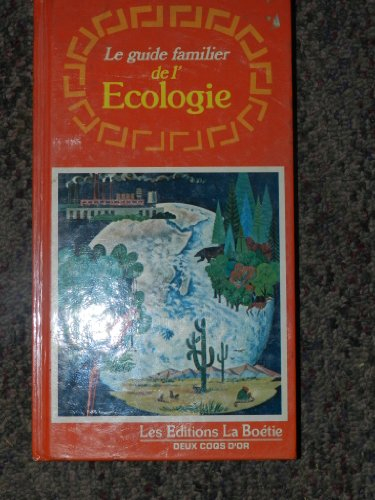 Le guide familier
de l'
Ecologie
Les Editions La Boétie
DEUX COQS D'OR